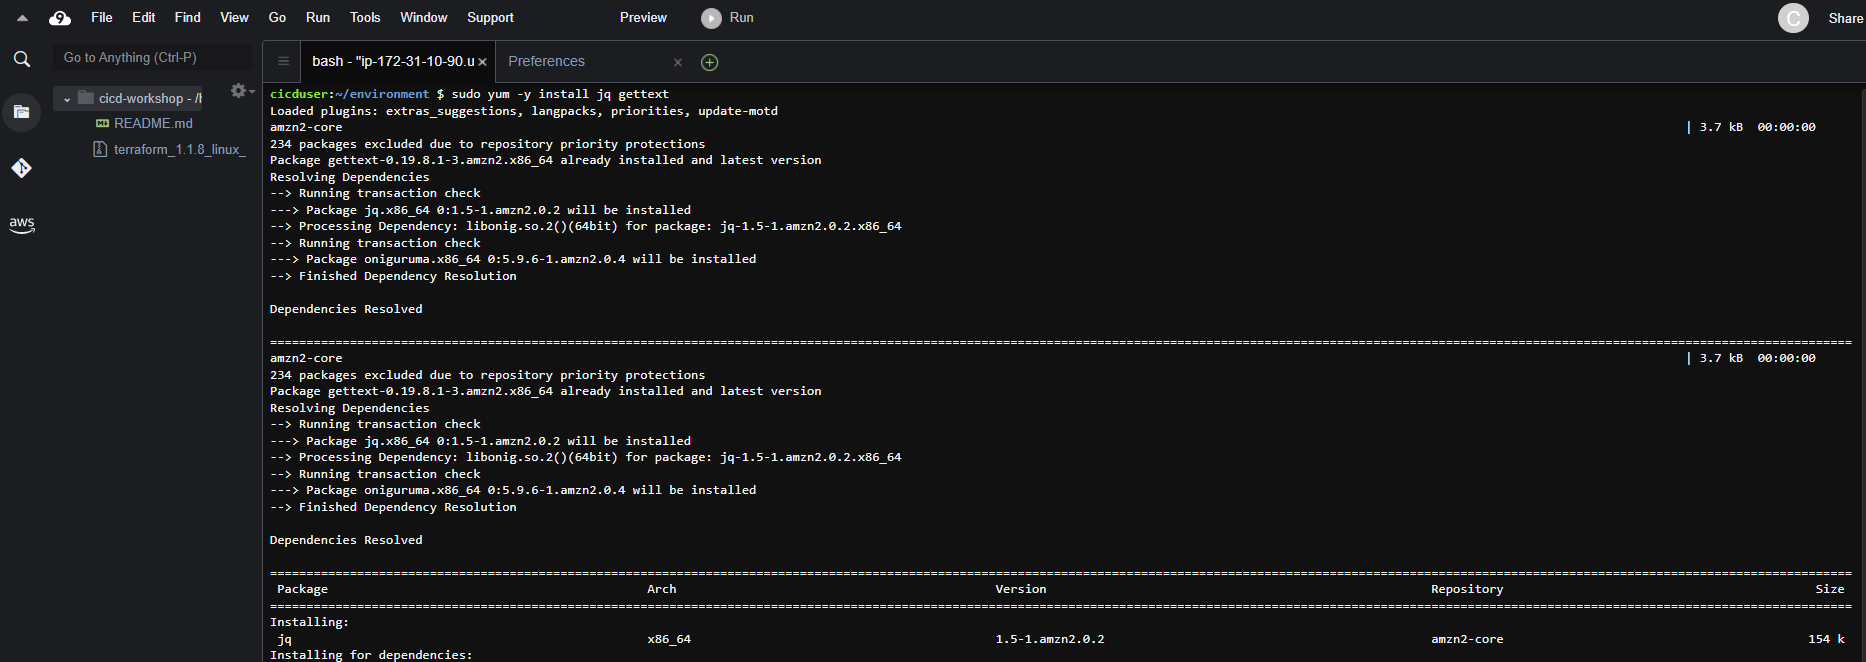 File Edit Find View Go Run Tools Window Support Preview Run C Share
Go to Anything (Ctrl-P)
bash - "ip-172-31-10-90.u × Preferences ×
cicd-workshop - /h
README.md
terraform_1.1.8_linux_
aws
cicduser:~/environment $ sudo yum -y install jq gettext
Loaded plugins: extras_suggestions, langpacks, priorities, update-motd
amzn2-core | 3.7 kB 00:00:00
234 packages excluded due to repository priority protections
Package gettext-0.19.8.1-3.amzn2.x86_64 already installed and latest version
Resolving Dependencies
--> Running transaction check
---> Package jq.x86_64 0:1.5-1.amzn2.0.2 will be installed
--> Processing Dependency: libonig.so.2()(64bit) for package: jq-1.5-1.amzn2.0.2.x86_64
--> Running transaction check
---> Package oniguruma.x86_64 0:5.9.6-1.amzn2.0.4 will be installed
--> Finished Dependency Resolution
Dependencies Resolved
amzn2-core | 3.7 kB 00:00:00
234 packages excluded due to repository priority protections
Package gettext-0.19.8.1-3.amzn2.x86_64 already installed and latest version
Resolving Dependencies
--> Running transaction check
---> Package jq.x86_64 0:1.5-1.amzn2.0.2 will be installed
--> Processing Dependency: libonig.so.2()(64bit) for package: jq-1.5-1.amzn2.0.2.x86_64
--> Running transaction check
---> Package oniguruma.x86_64 0:5.9.6-1.amzn2.0.4 will be installed
--> Finished Dependency Resolution
Dependencies Resolved
Package Arch Version Repository Size
Installing:
jq x86_64 1.5-1.amzn2.0.2 amzn2-core 154 k
Installing for dependencies: